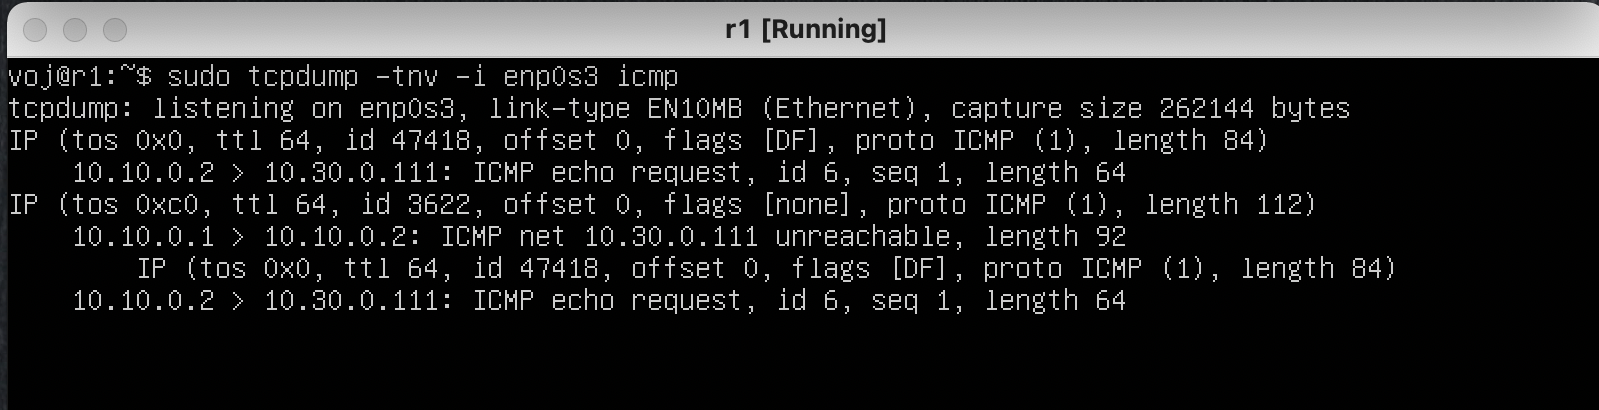 r1 [Running]
voj@r1:~$ sudo tcpdump -tnv -i enp0s3 icmp
tcpdump: listening on enp0s3, link-type EN10MB (Ethernet), capture size 262144 bytes
IP (tos 0x0, ttl 64, id 47418, offset 0, flags [DF], proto ICMP (1), length 84)
    10.10.0.2 > 10.30.0.111: ICMP echo request, id 6, seq 1, length 64
IP (tos 0xc0, ttl 64, id 3622, offset 0, flags [none], proto ICMP (1), length 112)
    10.10.0.1 > 10.10.0.2: ICMP net 10.30.0.111 unreachable, length 92
        IP (tos 0x0, ttl 64, id 47418, offset 0, flags [DF], proto ICMP (1), length 84)
    10.10.0.2 > 10.30.0.111: ICMP echo request, id 6, seq 1, length 64